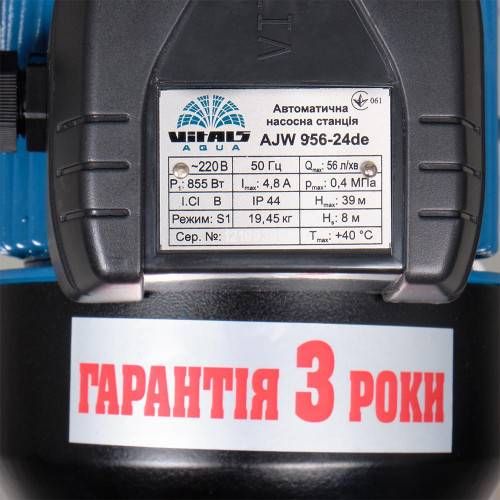 VIT
VITALS
AQUA
Автоматична
насосна станція
AJW 956-24de
061
~220 В 50 Гц Qmax: 56 л/хв
P1: 855 Вт Imax: 4,8 А pmax: 0,4 МПа
I.Cl B IP 44 Hmax: 39 м
Режим: S1 19,45 кг Hs: 8 м
Сер. №: Tmax: +40 °C
ГАРАНТІЯ 3 РОКИ